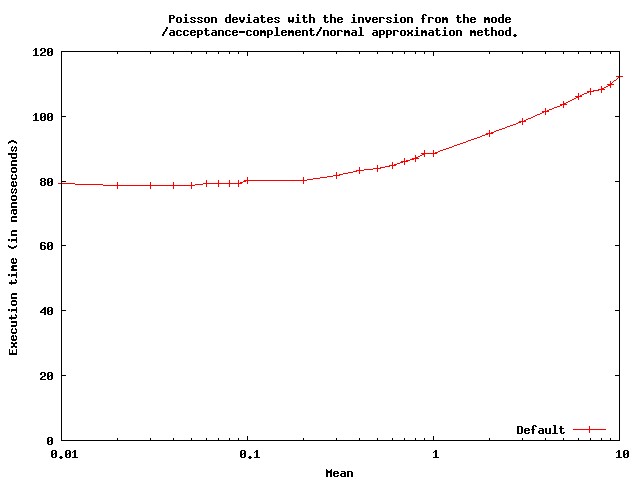 Poisson deviates with the inversion from the mode
/acceptance-complement/normal approximation method.
120
100
80
60
40
20
0
Execution time (in nanoseconds)
Default
0.01 0.1 1 10
Mean